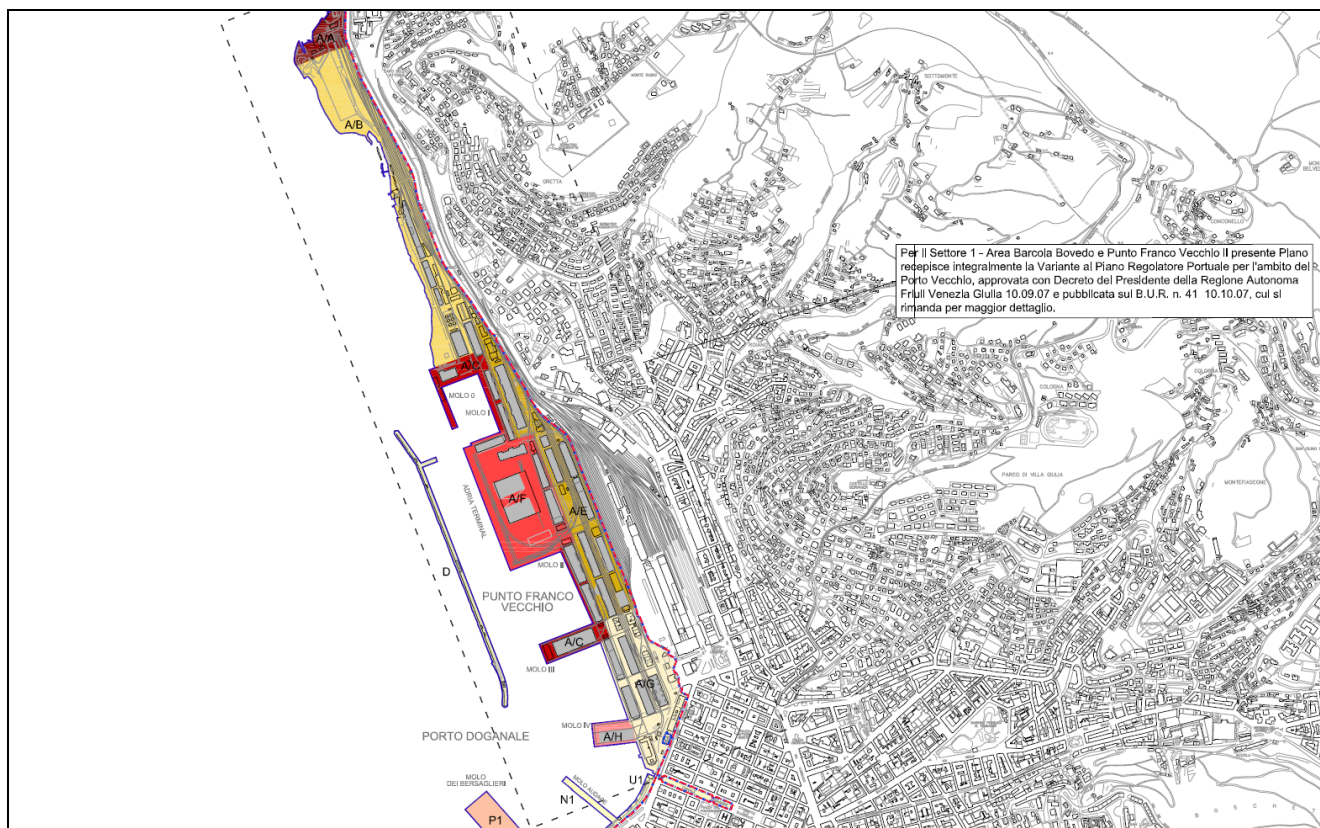 A/A
MONTE RADIO
SOTTOMONTE
A/B
GRETTA
CONCONELLO
Per il Settore 1 - Area Barcola Bovedo e Punto Franco Vecchio il presente Piano
recepisce integralmente la Variante al Piano Regolatore Portuale per l'ambito del
Porto Vecchio, approvata con Decreto del Presidente della Regione Autonoma
Friuli Venezia Giulia 10.09.07 e pubblicata sul B.U.R. n. 41 10.10.07, cui si
rimanda per maggior dettaglio.
A/C
MOLO 0
MOLO I
COLOGNA
COLOGNA
A/F
ADRIA TERMINAL
A/E
PARCO DI VILLA GIULIA
MONTEFIASCONE
MOLO II
D
PUNTO FRANCO
VECCHIO
A/C
MOLO III
A/G
MOLO IV
A/H
PORTO DOGANALE
MOLO
DEI BERSAGLIERI
U1
MOLO AUDACE
N1
P1
H
B O S C H E T